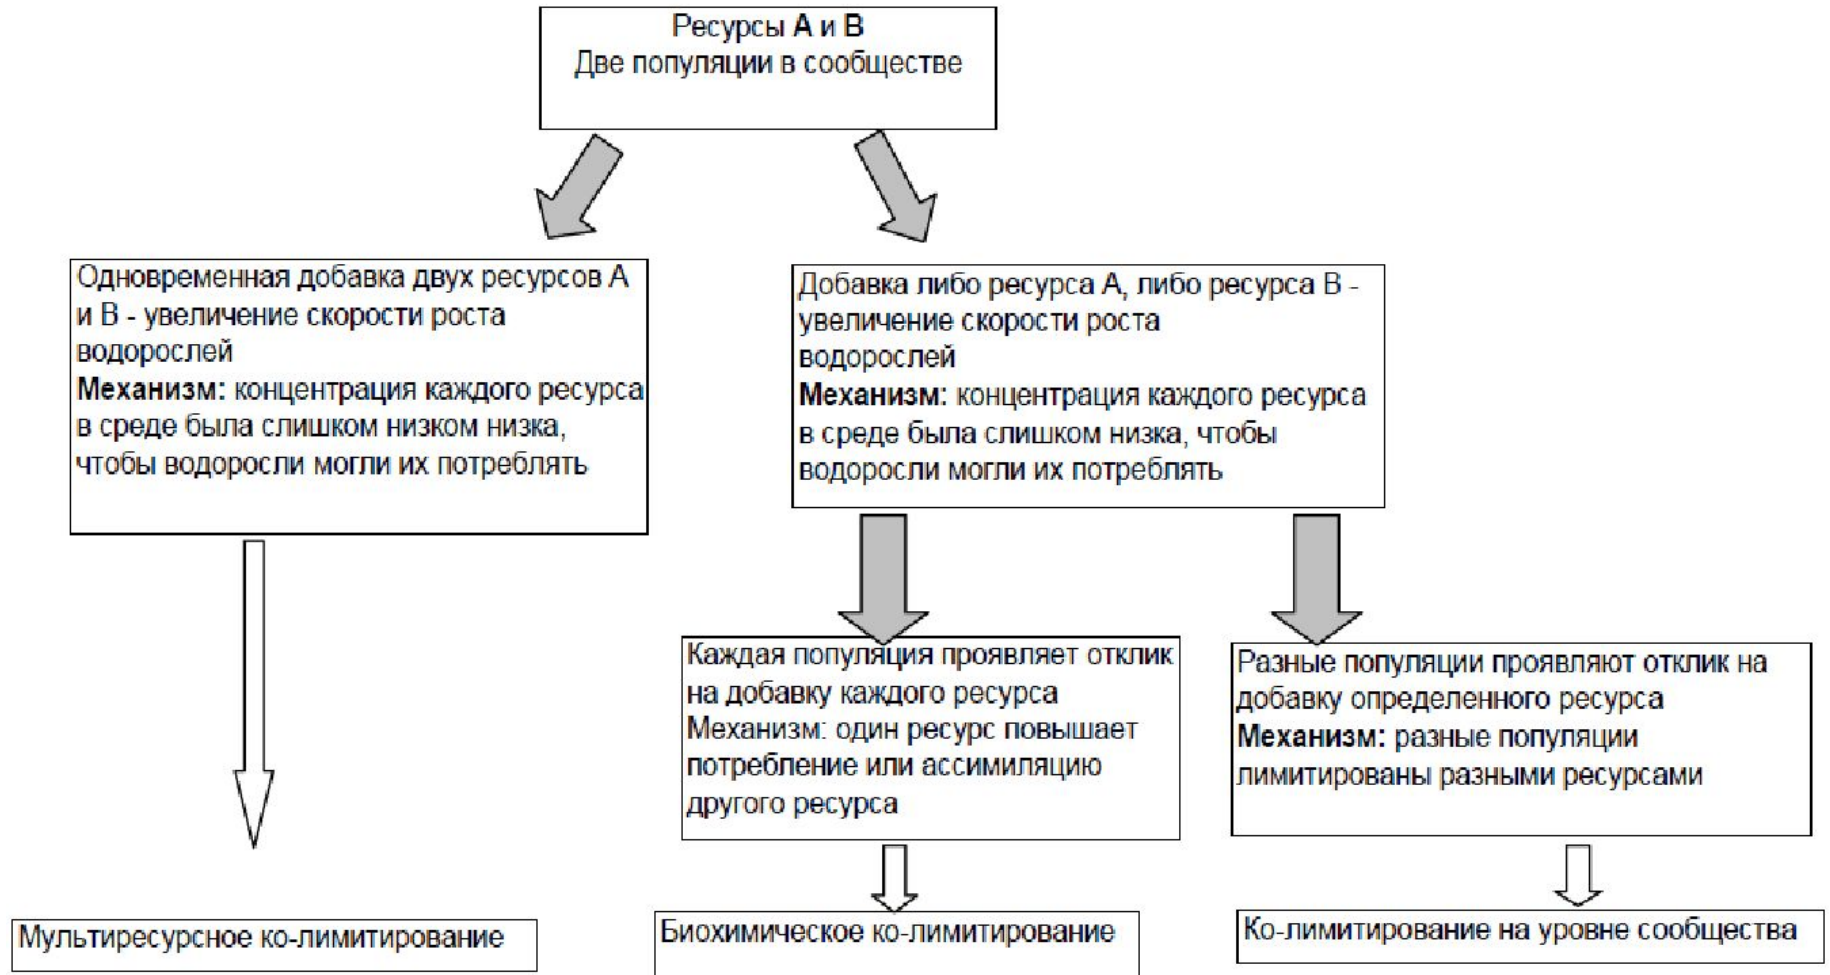 Ресурсы А и В
Две популяции в сообществе
Одновременная добавка двух ресурсов А
и В - увеличение скорости роста
водорослей
Механизм: концентрация каждого ресурса
в среде была слишком низком низка,
чтобы водоросли могли их потреблять
Добавка либо ресурса А, либо ресурса В -
увеличение скорости роста
водорослей
Механизм: концентрация каждого ресурса
в среде была слишком низка, чтобы
водоросли могли их потреблять
Каждая популяция проявляет отклик
на добавку каждого ресурса
Механизм: один ресурс повышает
потребление или ассимиляцию
другого ресурса
Разные популяции проявляют отклик на
добавку определенного ресурса
Механизм: разные популяции
лимитированы разными ресурсами
Мультиресурсное ко-лимитирование
Биохимическое ко-лимитирование
Ко-лимитирование на уровне сообщества